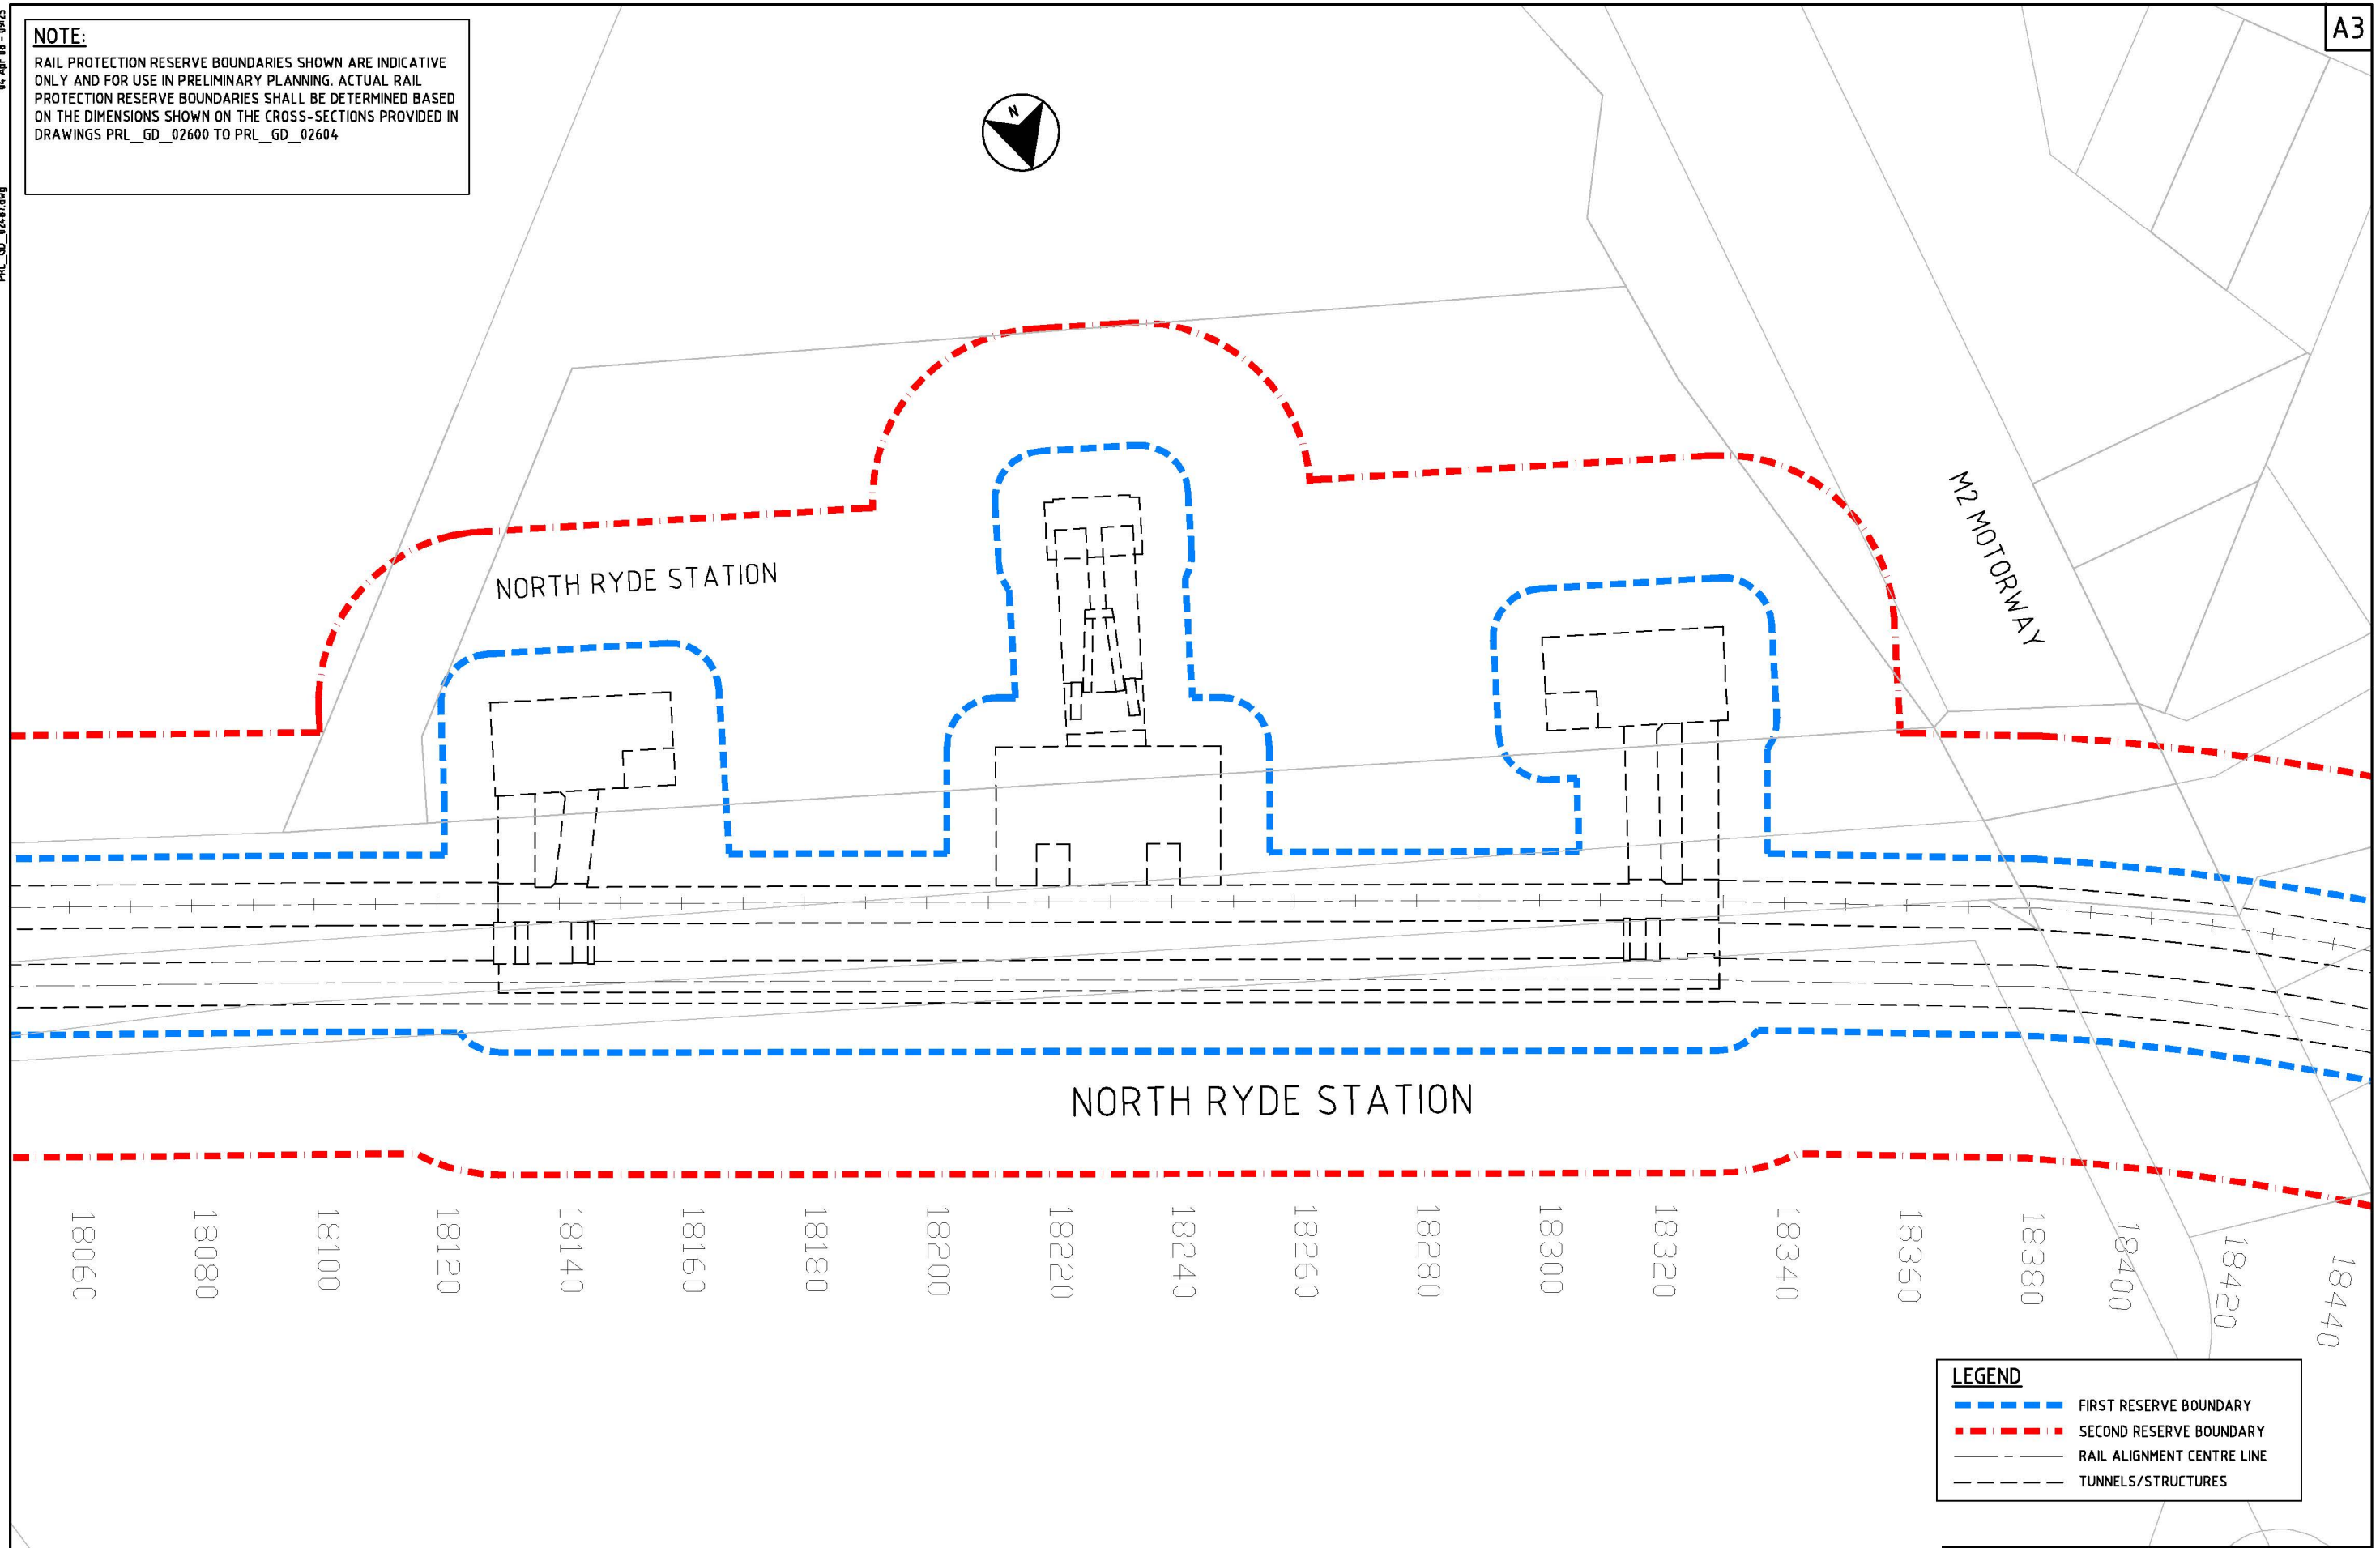 NOTE:
RAIL PROTECTION RESERVE BOUNDARIES SHOWN ARE INDICATIVE
ONLY AND FOR USE IN PRELIMINARY PLANNING. ACTUAL RAIL
PROTECTION RESERVE BOUNDARIES SHALL BE DETERMINED BASED
ON THE DIMENSIONS SHOWN ON THE CROSS-SECTIONS PROVIDED IN
DRAWINGS PRL_GD_02600 TO PRL_GD_02604
A3
N
M2 MOTORWAY
NORTH RYDE STATION
NORTH RYDE STATION
18060
18080
18100
18120
18140
18160
18180
18200
18220
18240
18260
18280
18300
18320
18340
18360
18380
18400
18420
18440
LEGEND
FIRST RESERVE BOUNDARY
SECOND RESERVE BOUNDARY
RAIL ALIGNMENT CENTRE LINE
TUNNELS/STRUCTURES